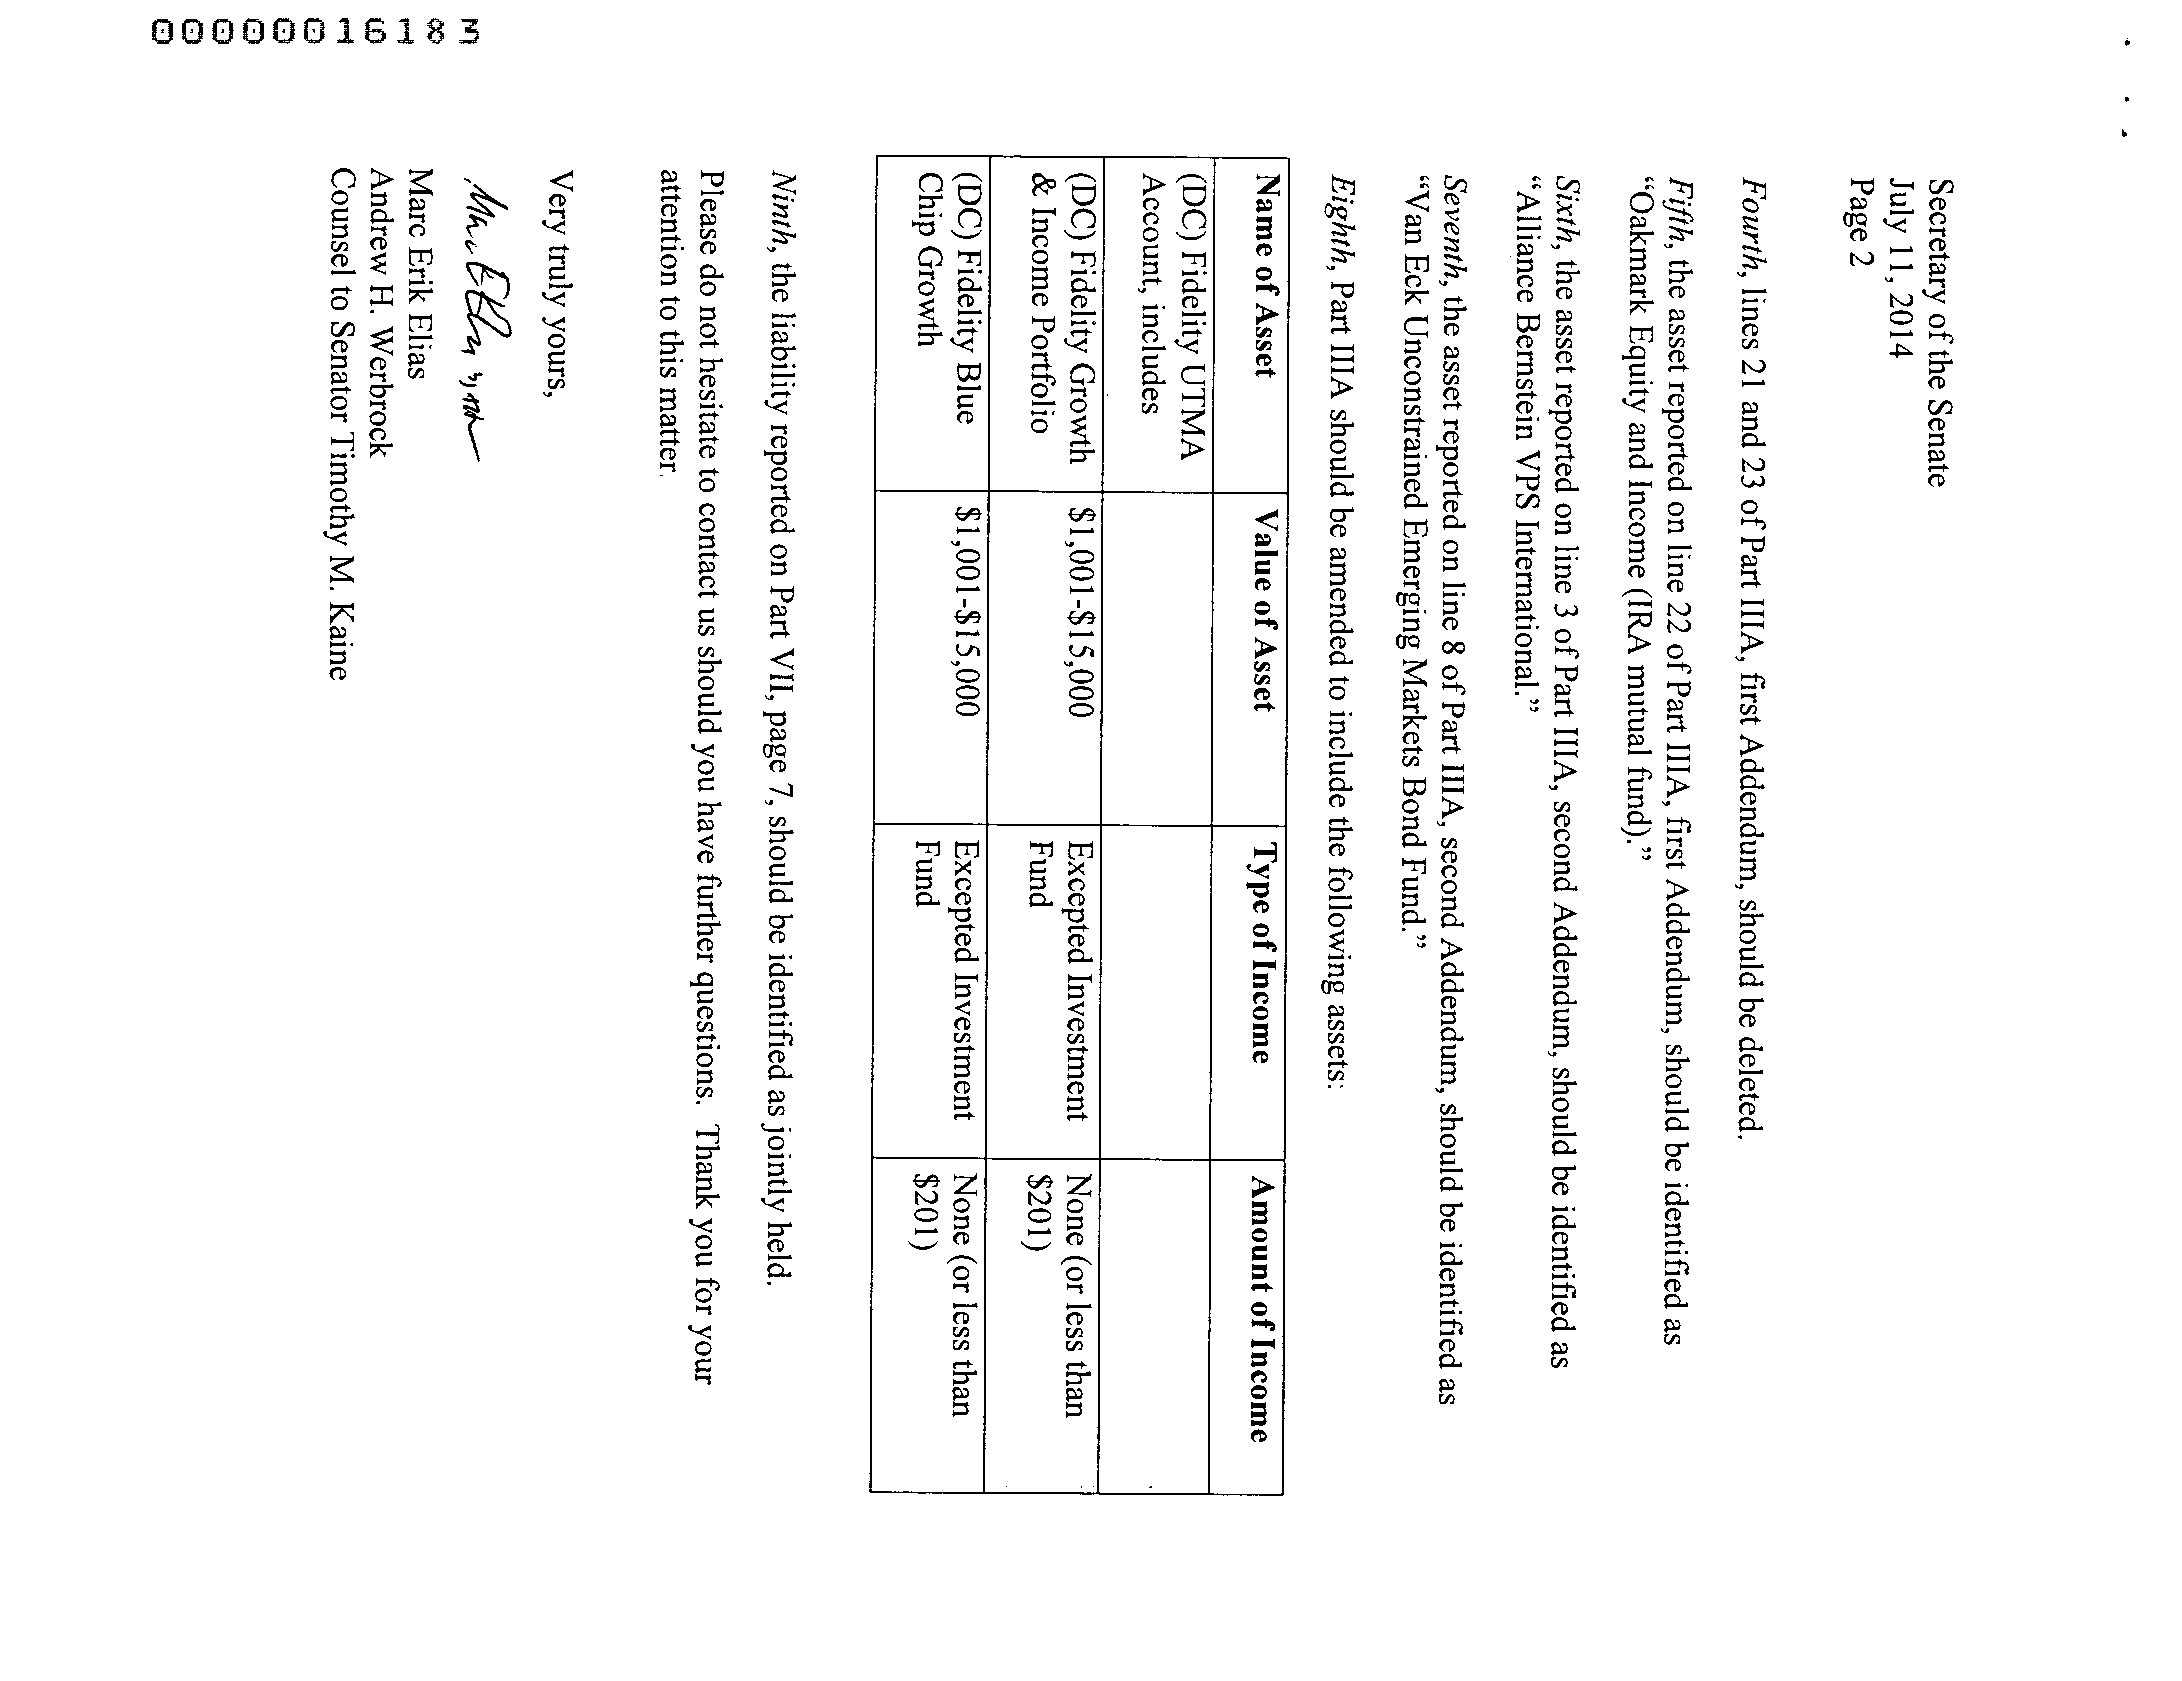 Secretary of the Senate
July 11, 2014
Page 2
Fourth, lines 21 and 23 of Part IIIA, first Addendum, should be deleted.
Fifth, the asset reported on line 22 of Part IIIA, first Addendum, should be identified as
“Oakmark Equity and Income (IRA mutual fund).”
Sixth, the asset reported on line 3 of Part IIIA, second Addendum, should be identified as
“Alliance Bernstein VPS International.”
Seventh, the asset reported on line 8 of Part IIIA, second Addendum, should be identified as
“Van Eck Unconstrained Emerging Markets Bond Fund.”
Eighth, Part IIIA should be amended to include the following assets:
Name of Asset Value of Asset Type of Income Amount of Income
(DC) Fidelity UTMA
Account, includes
(DC) Fidelity Growth $1,001-$15,000 Excepted Investment None (or less than
& Income Portfolio Fund $201)
(DC) Fidelity Blue $1,001-$15,000 Excepted Investment None (or less than
Chip Growth Fund $201)
Ninth, the liability reported on Part VII, page 7, should be identified as jointly held.
Please do not hesitate to contact us should you have further questions. Thank you for your
attention to this matter.
Very truly yours,
Marc Erik Elias
Andrew H. Werbrock
Counsel to Senator Timothy M. Kaine
00000016183